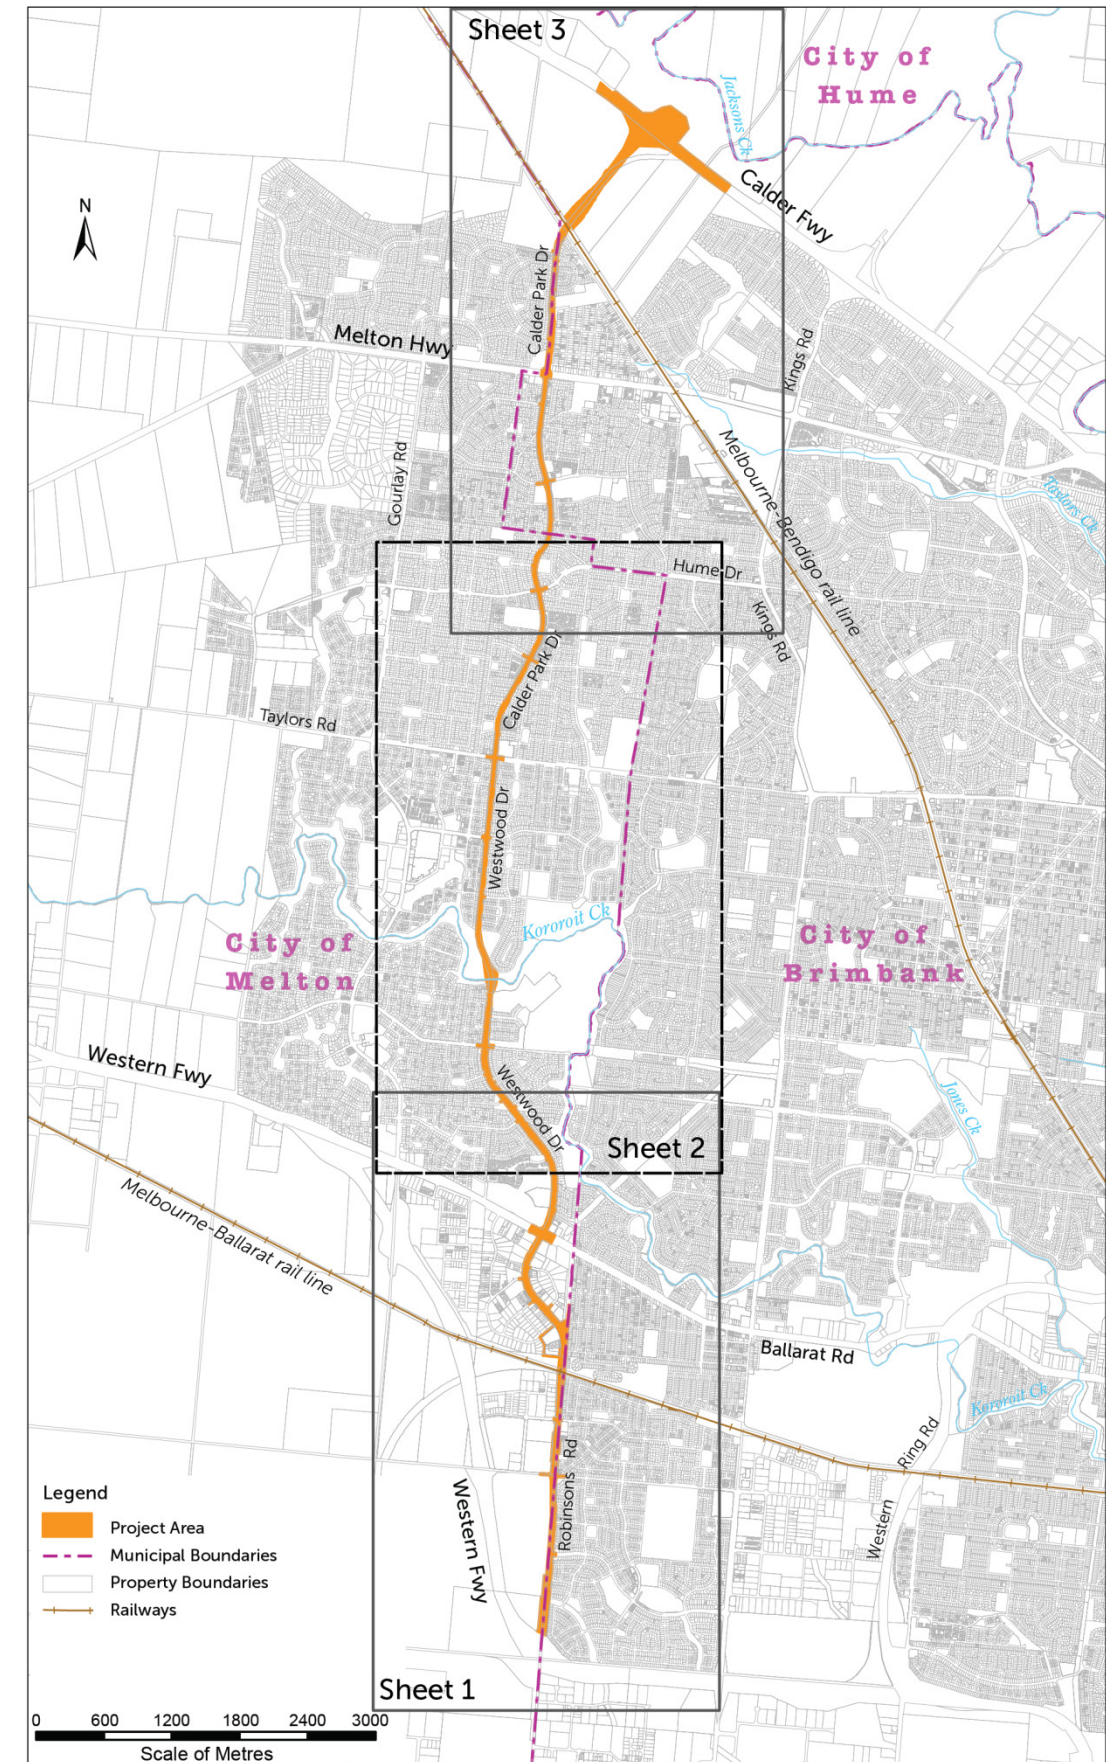 Sheet 3
City of
Hume
Jacksons Ck
Calder Fwy
N
Calder Park Dr
Melton Hwy
Kings Rd
Gourlay Rd
Melbourne-Bendigo rail line
Taylors Ck
Hume Dr
Kings Rd
Calder Park Dr
Taylors Rd
Westwood Dr
Kororoit Ck
City of
Melton
City of
Brimbank
Western Fwy
Westwood Dr
Jones Ck
Sheet 2
Melbourne-Ballarat rail line
Ballarat Rd
Kororoit Ck
Robinsons Rd
Western Ring Rd
Western Fwy
Legend
Project Area
Municipal Boundaries
Property Boundaries
Railways
Sheet 1
0 600 1200 1800 2400 3000
Scale of Metres